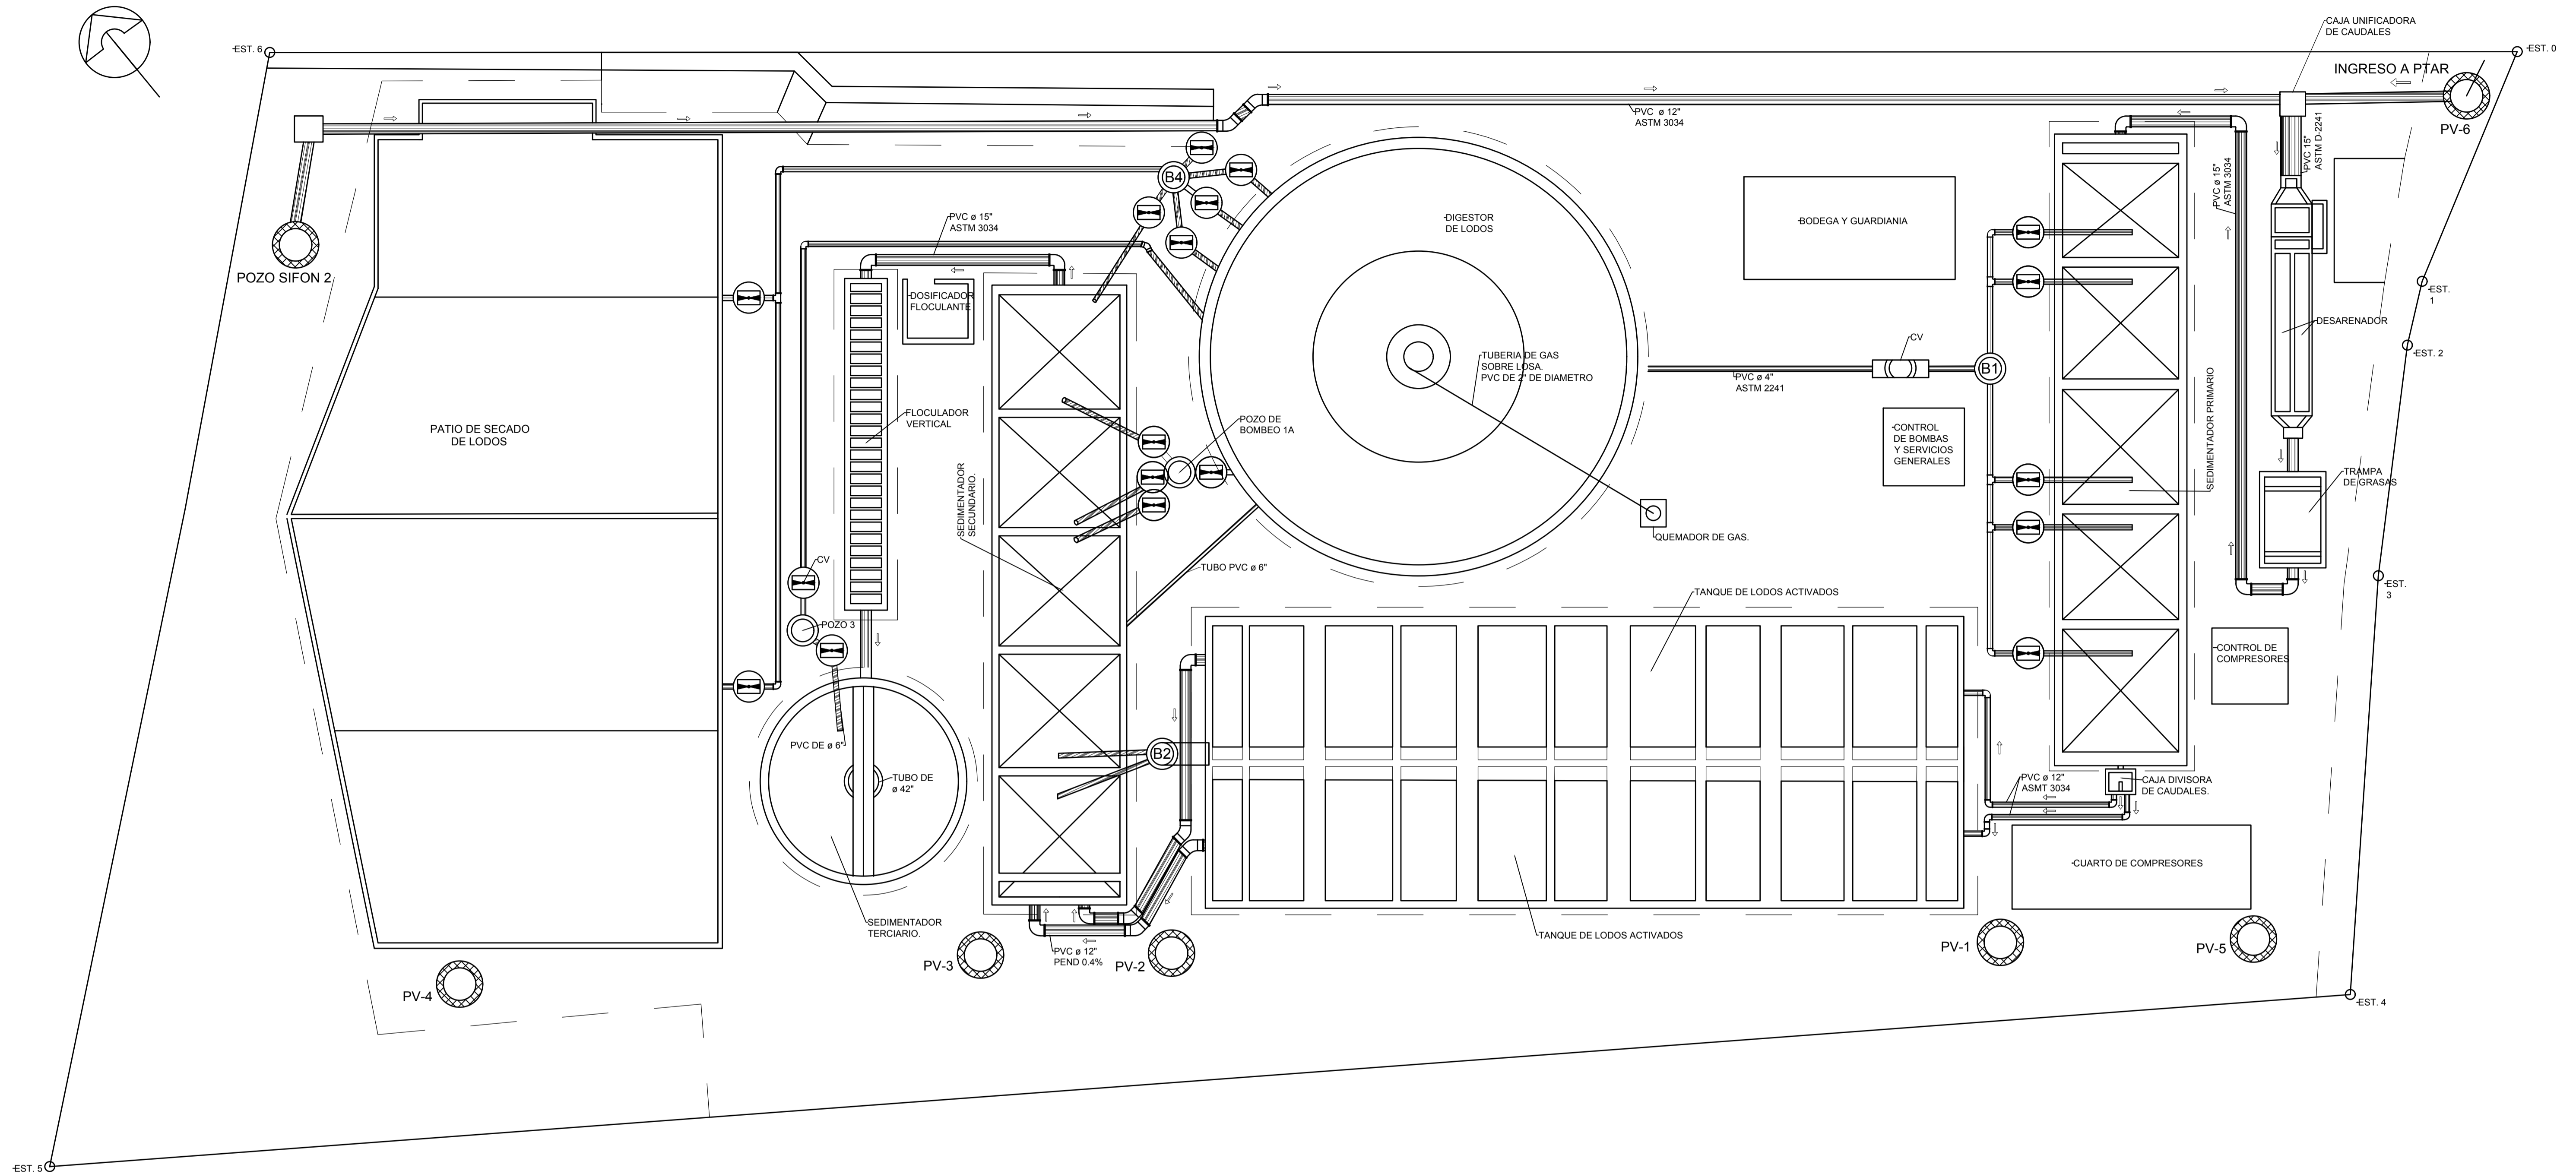 CAJA UNIFICADORA
DE CAUDALES
EST. 6
EST. 0
INGRESO A PTAR
PVC ø 12"
ASTM 3034
PV-6
PVC 15"
ASTM D-2241
PVC ø 15"
ASTM 3034
B4
PVC ø 15"
ASTM 3034
DIGESTOR
DE LODOS
BODEGA Y GUARDIANIA
POZO SIFON 2
DOSIFICADOR
FLOCULANTE
EST.
1
DESARENADOR
CV
EST. 2
TUBERIA DE GAS
SOBRE LOSA.
PVC DE 2" DE DIAMETRO
B1
PVC ø 4"
ASTM 2241
FLOCULADOR
VERTICAL
POZO DE
BOMBEO 1A
PATIO DE SECADO
DE LODOS
CONTROL
DE BOMBAS
Y SERVICIOS
GENERALES
SEDIMENTADOR PRIMARIO
SEDIMENTADOR
SECUNDARIO.
TRAMPA
DE GRASAS
QUEMADOR DE GAS.
CV
TUBO PVC ø 6"
EST.
3
TANQUE DE LODOS ACTIVADOS
POZO 3
CONTROL DE
COMPRESORES
PVC DE ø 6"
B2
TUBO DE
ø 42"
PVC ø 12"
ASMT 3034
CAJA DIVISORA
DE CAUDALES.
CUARTO DE COMPRESORES
SEDIMENTADOR
TERCIARIO.
TANQUE DE LODOS ACTIVADOS
PV-1
PV-5
PVC ø 12"
PEND 0.4%
PV-3
PV-2
PV-4
EST. 4
EST. 5